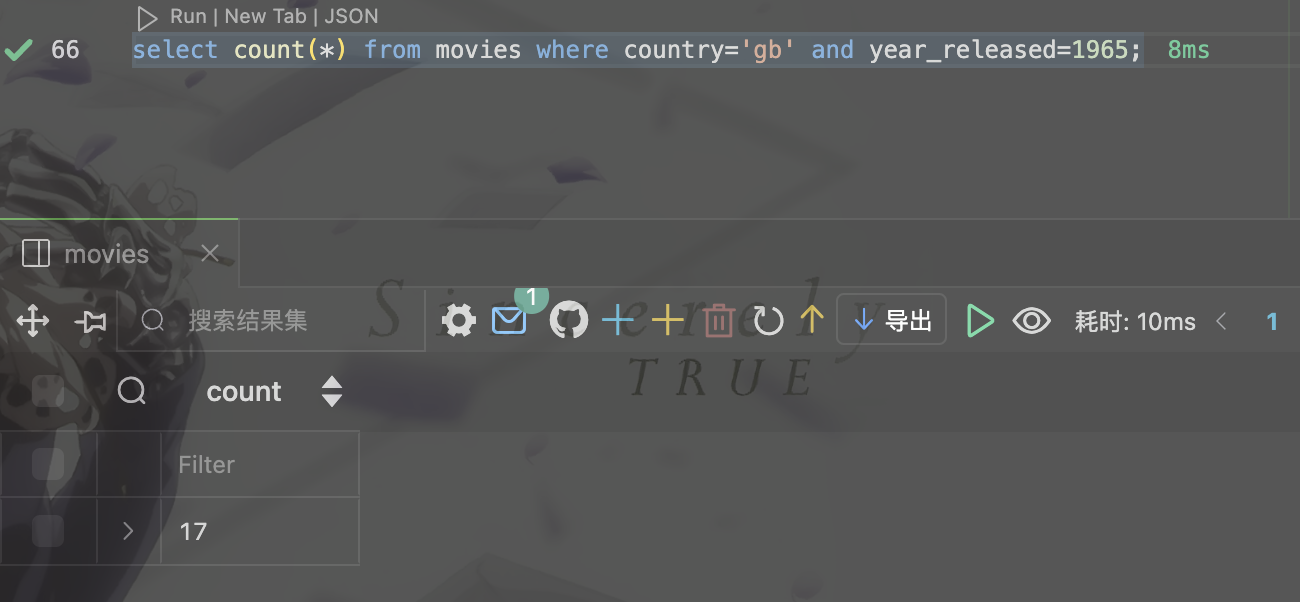 Run | New Tab | JSON
66 select count(*) from movies where country='gb' and year_released=1965; 8ms
movies
搜索结果集 1 导出 耗时: 10ms 1
Sincerely
TRUE
count
Filter
17